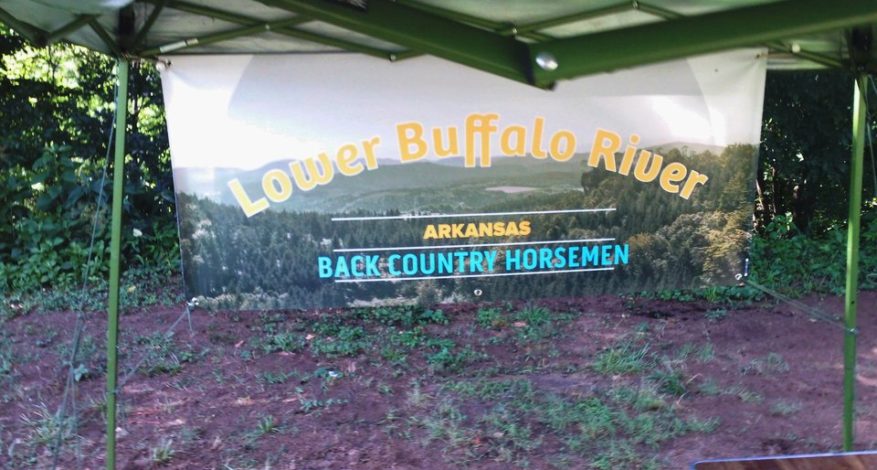 Lower Buffalo River
ARKANSAS
BACK COUNTRY HORSEMEN